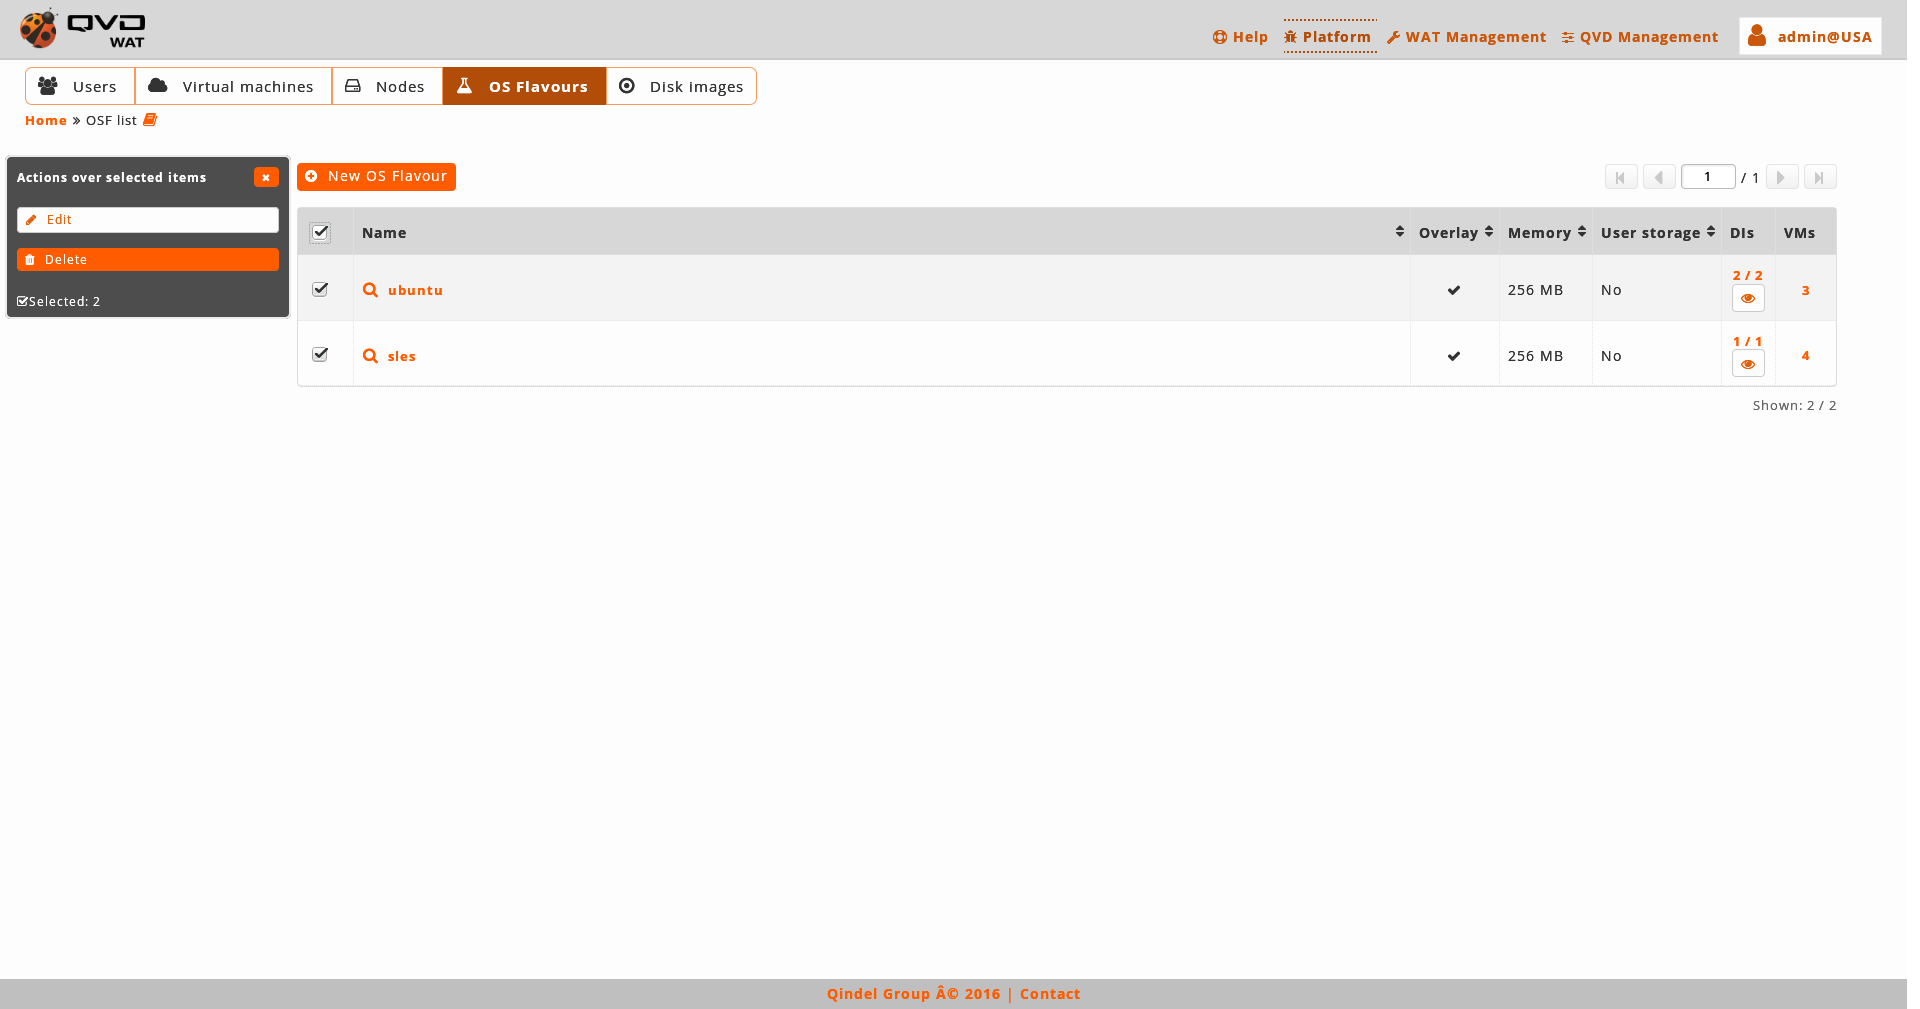 QVD
WAT
Help Platform WAT Management QVD Management admin@USA
Users Virtual machines Nodes OS Flavours Disk images
Home » OSF list
Actions over selected items
Edit
Delete
Selected: 2
New OS Flavour
1 / 1
Name Overlay Memory User storage DIs VMs
ubuntu 256 MB No 2 / 2 3
sles 256 MB No 1 / 1 4
Shown: 2 / 2
Qindel Group Â© 2016 | Contact